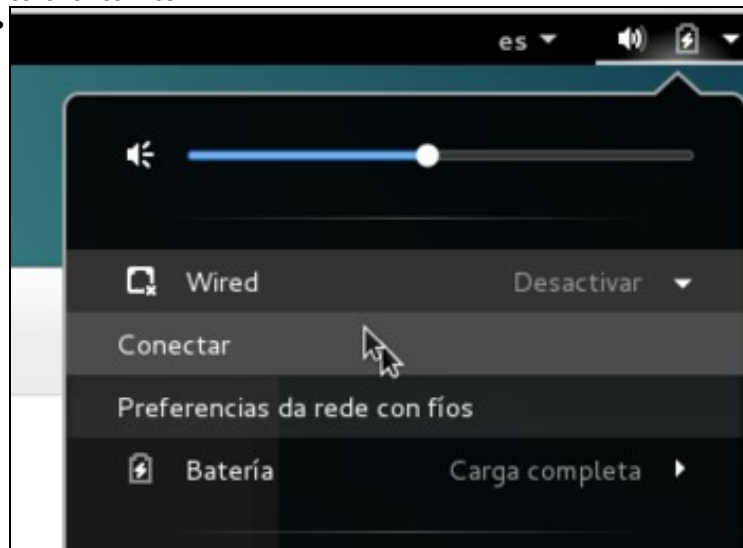 es
Wired Desactivar
Conectar
Preferencias da rede con fíos
Batería Carga completa